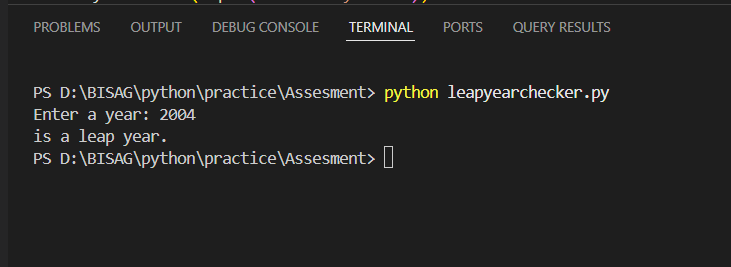 PROBLEMS OUTPUT DEBUG CONSOLE TERMINAL PORTS QUERY RESULTS
PS D:\BISAG\python\practice\Assesment> python leapyearchecker.py
Enter a year: 2004
is a leap year.
PS D:\BISAG\python\practice\Assesment>